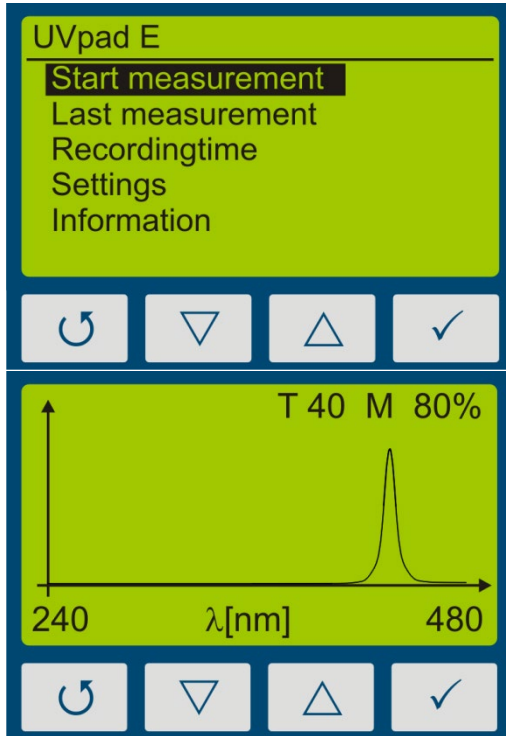 UVpad E
Start measurement
Last measurement
Recordingtime
Settings
Information
T 40 M 80%
240 λ[nm] 480